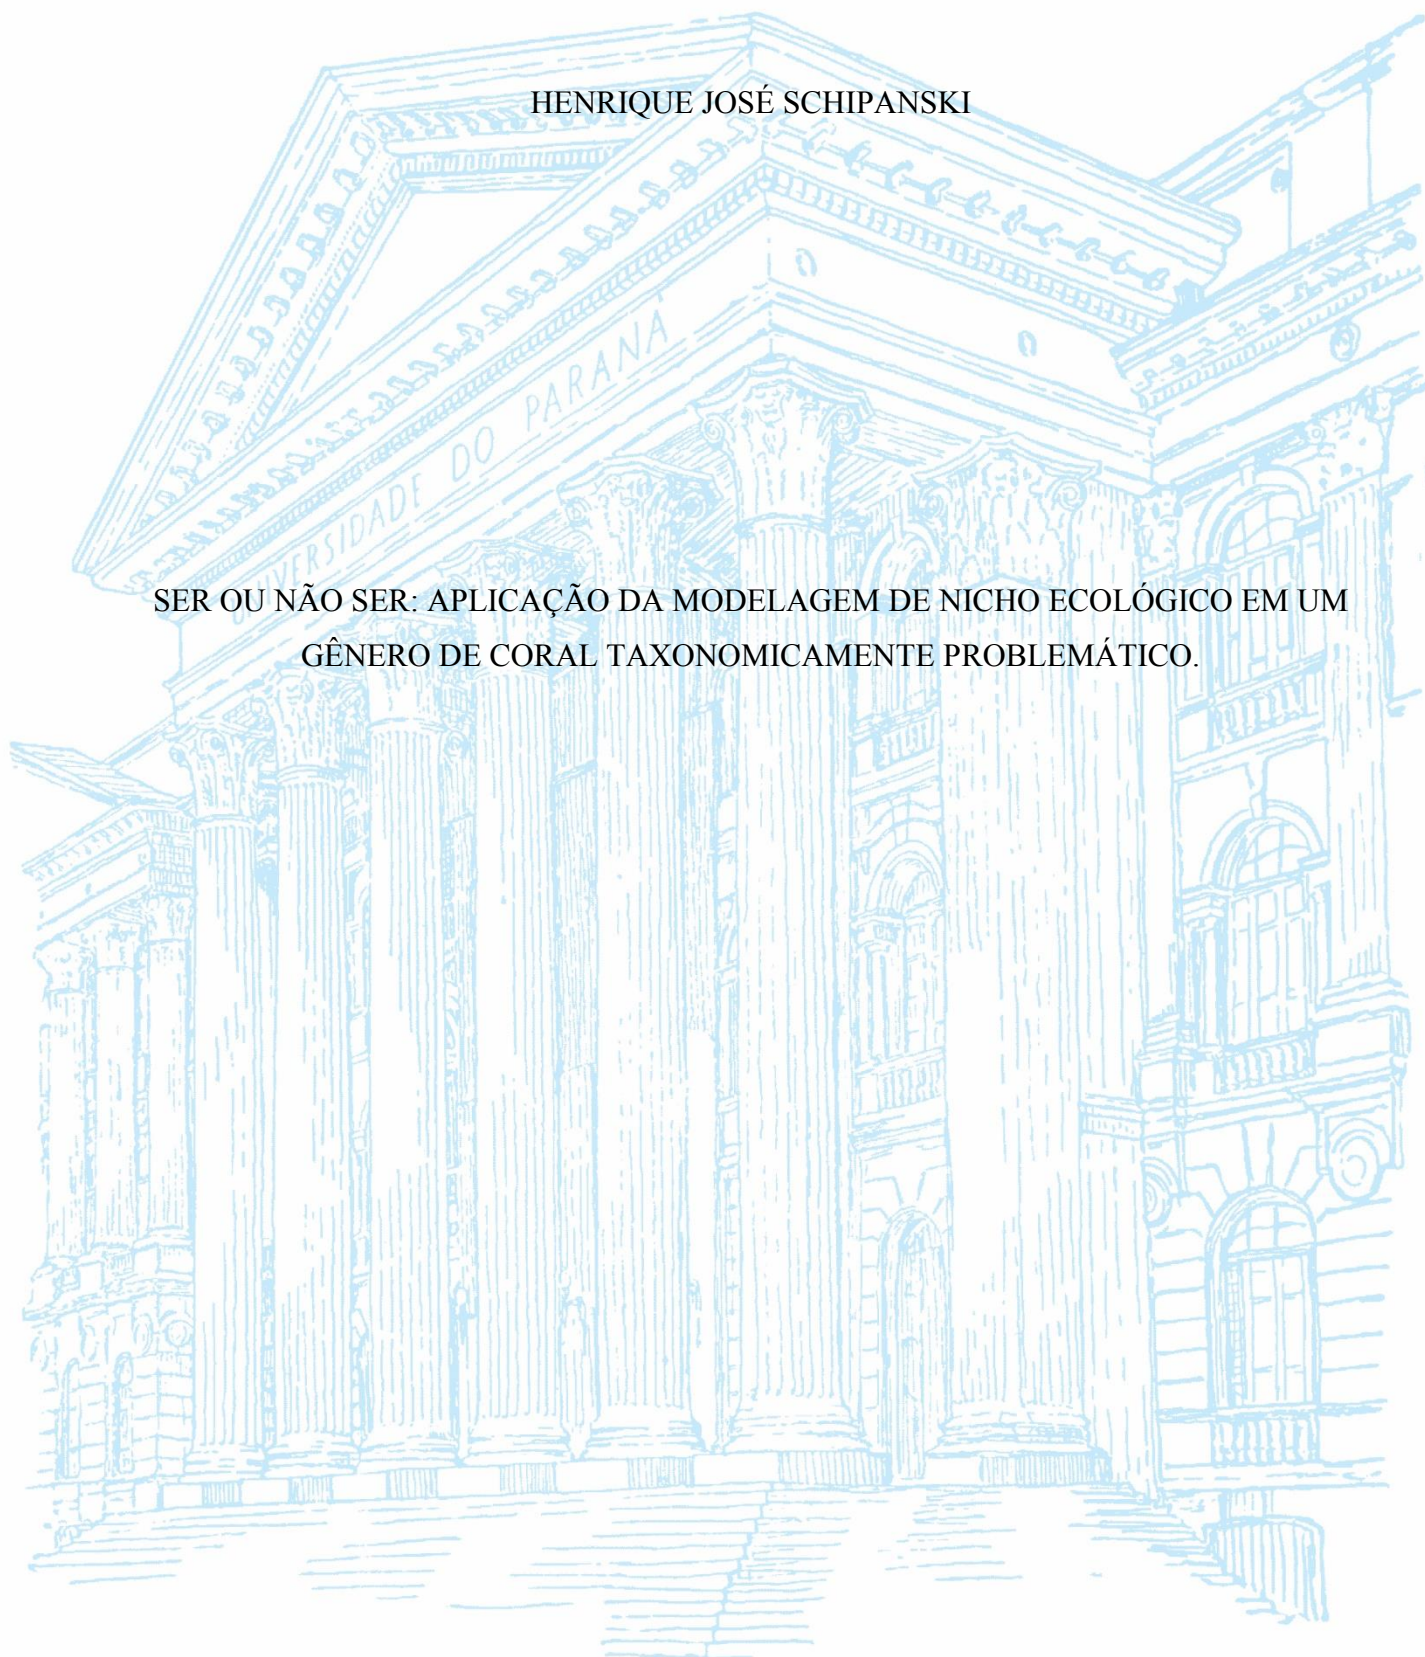 HENRIQUE JOSÉ SCHIPANSKI
UNIVERSIDADE DO PARANÁ
SER OU NÃO SER: APLICAÇÃO DA MODELAGEM DE NICHO ECOLÓGICO EM UM
GÊNERO DE CORAL TAXONOMICAMENTE PROBLEMÁTICO.